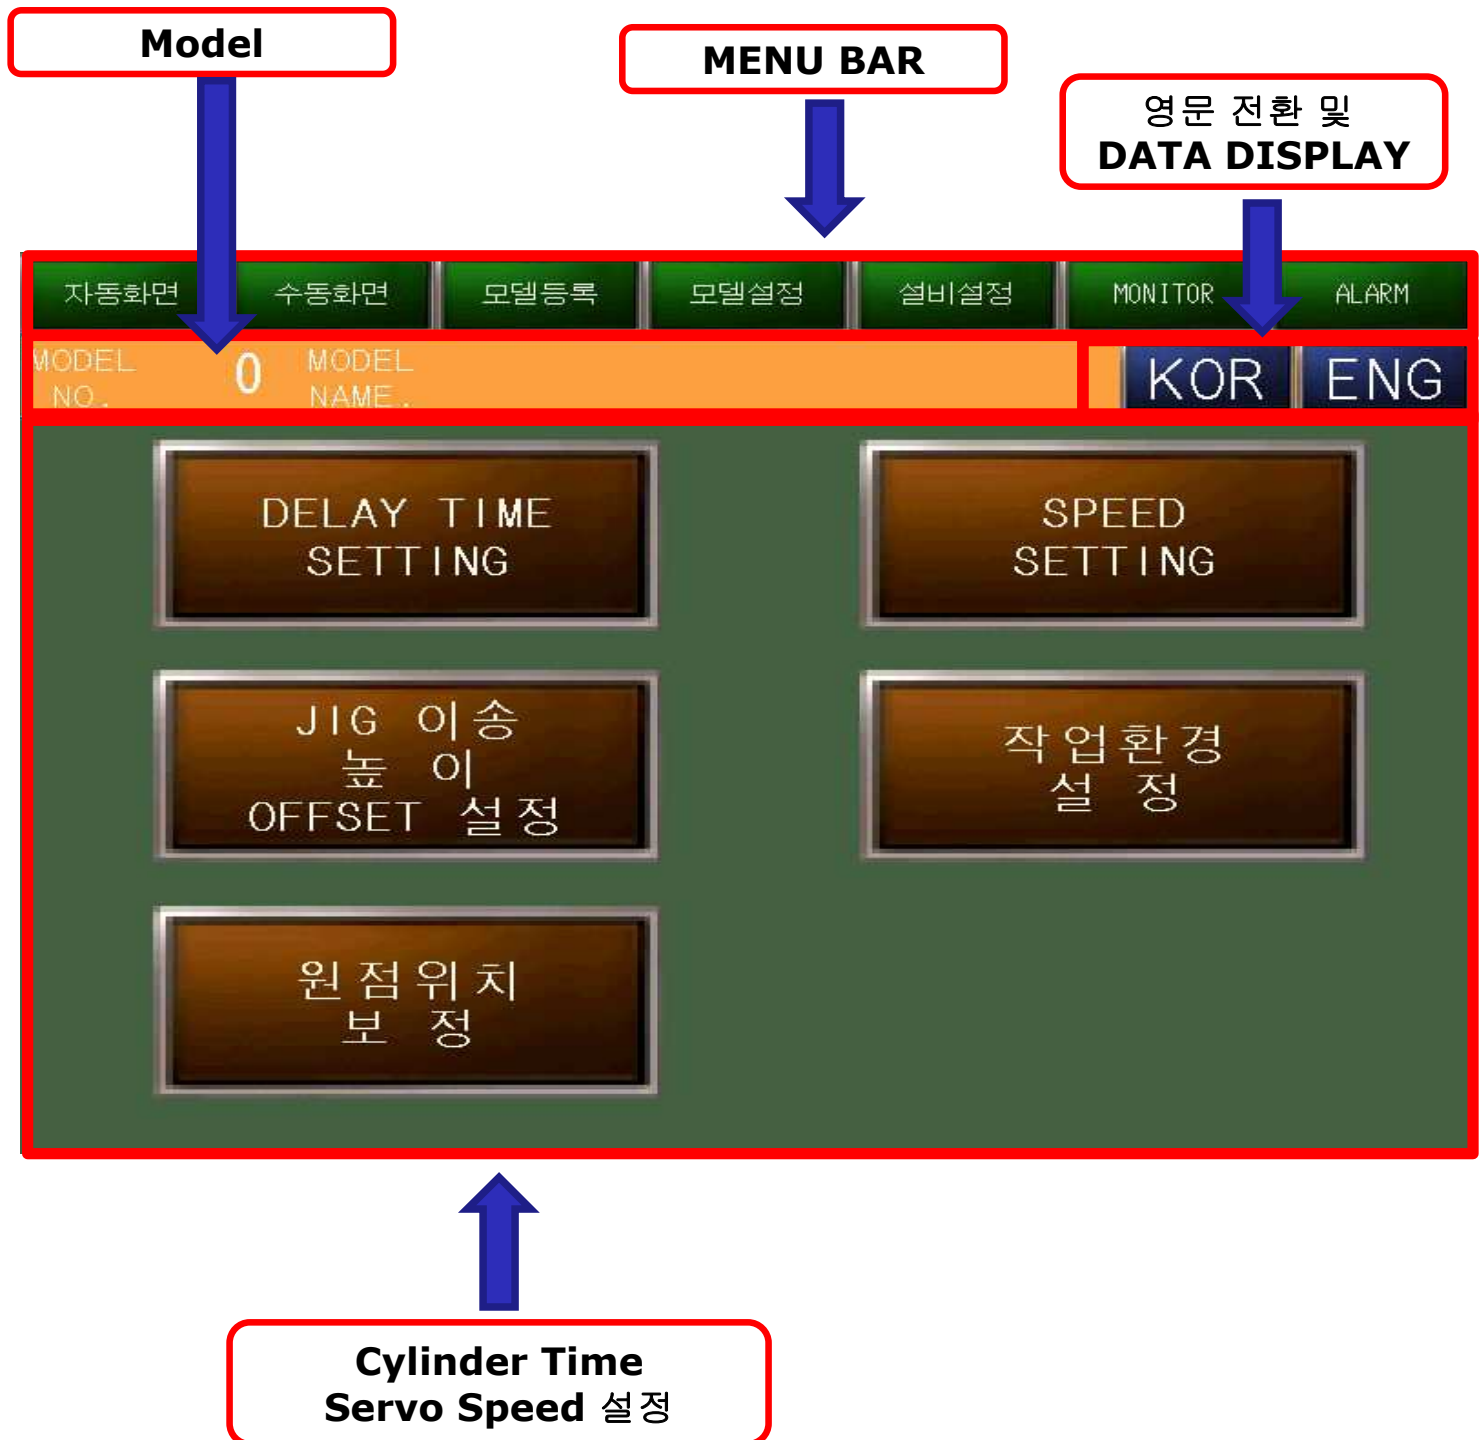 Model
MENU BAR
영문 전환 및
DATA DISPLAY
자동화면 수동화면 모델등록 모델설정 설비설정 MONITOR ALARM
MODEL
NO.
0
MODEL
NAME.
KOR ENG
DELAY TIME
SETTING
SPEED
SETTING
JIG 이송
높 이
OFFSET 설정
작업환경
설 정
원점위치
보 정
Cylinder Time
Servo Speed 설정